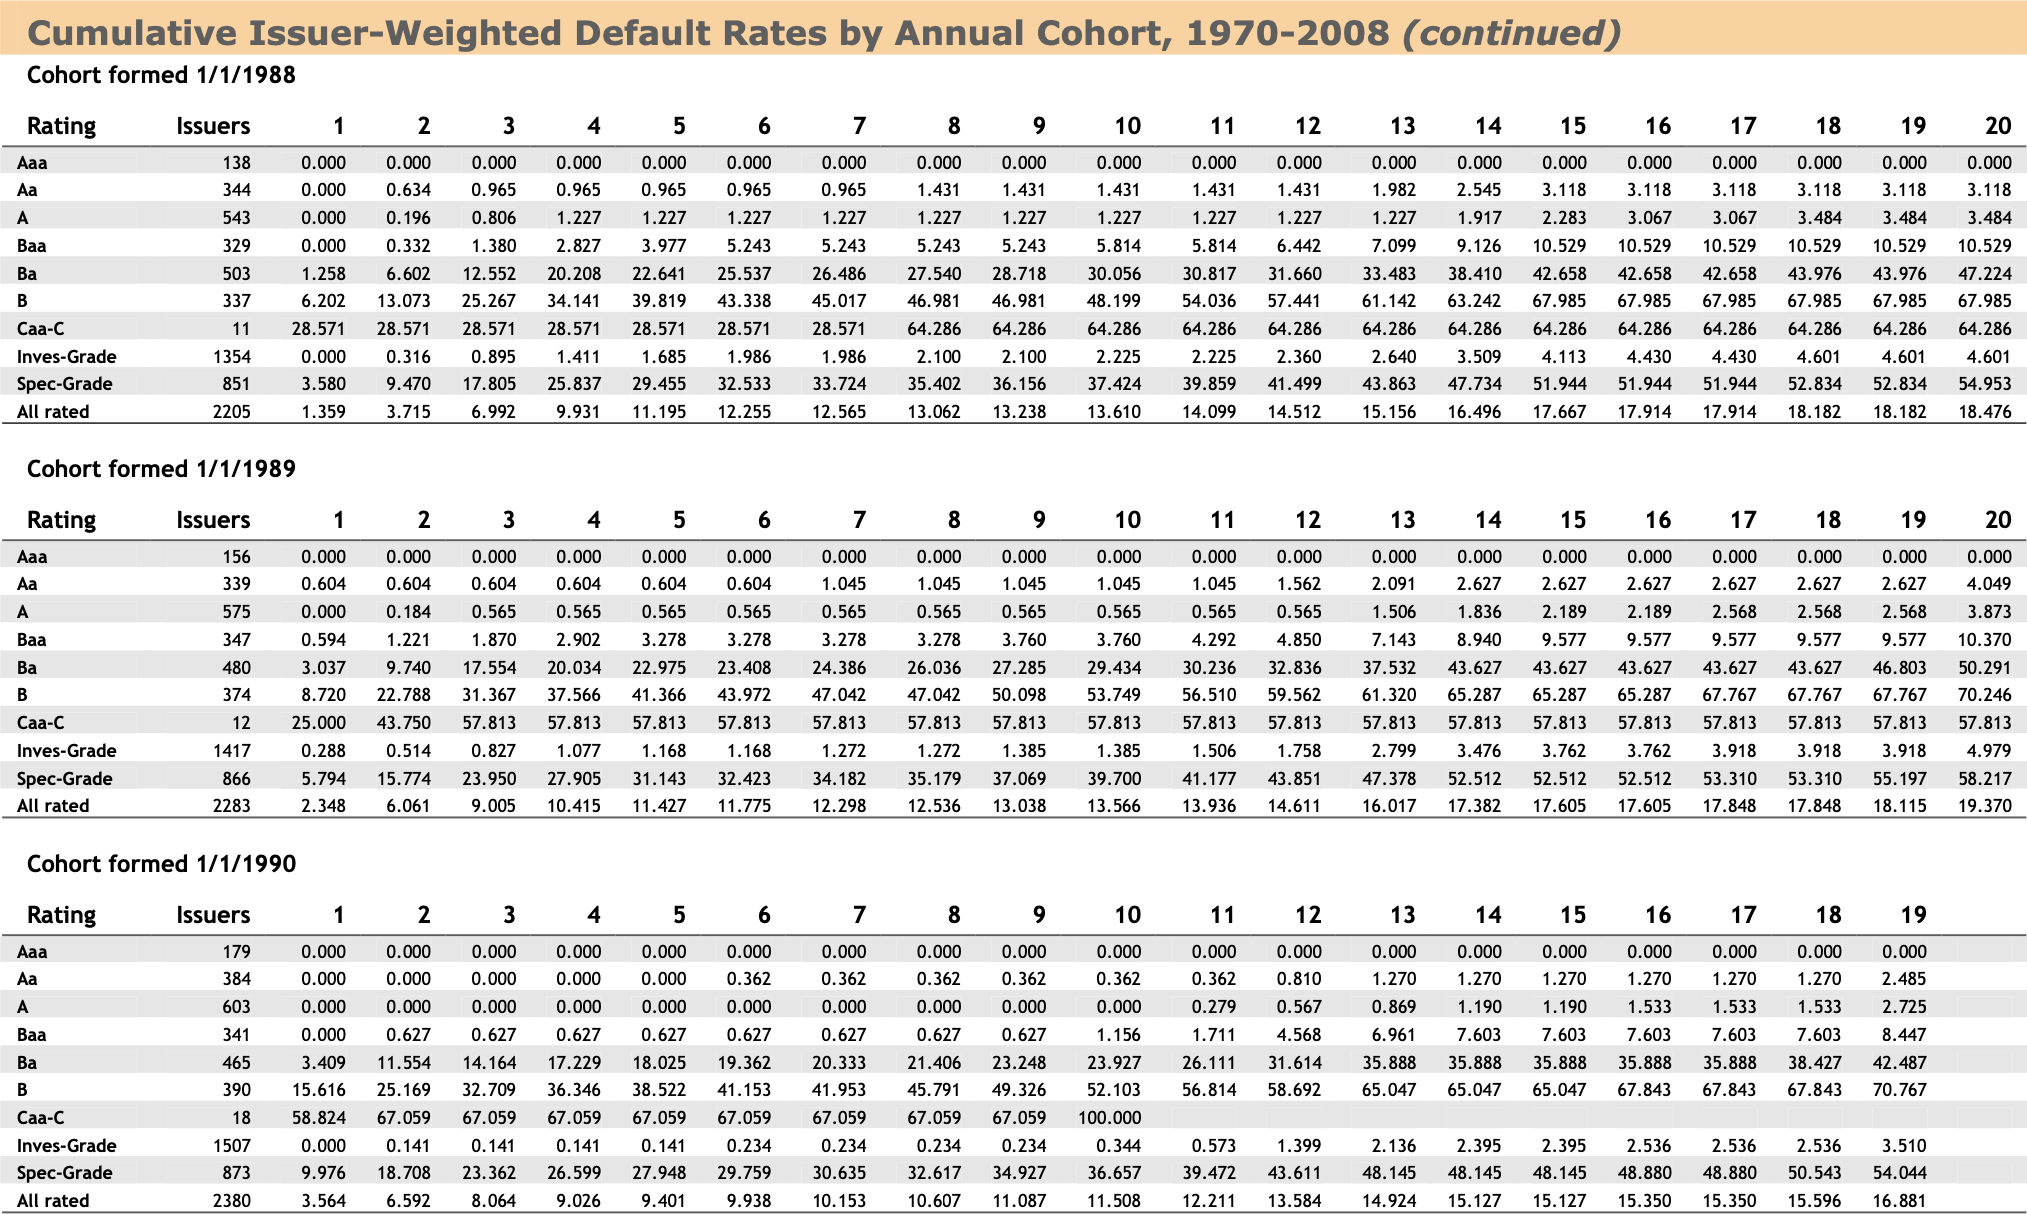 Cumulative Issuer-Weighted Default Rates by Annual Cohort, 1970-2008 (continued)
Cohort formed 1/1/1988
Rating Issuers 1 2 3 4 5 6 7 8 9 10 11 12 13 14 15 16 17 18 19 20
Aaa 138 0.000 0.000 0.000 0.000 0.000 0.000 0.000 0.000 0.000 0.000 0.000 0.000 0.000 0.000 0.000 0.000 0.000 0.000 0.000 0.000
Aa 344 0.000 0.634 0.965 0.965 0.965 0.965 0.965 1.431 1.431 1.431 1.431 1.431 1.982 2.545 3.118 3.118 3.118 3.118 3.118 3.118
A 543 0.000 0.196 0.806 1.227 1.227 1.227 1.227 1.227 1.227 1.227 1.227 1.227 1.227 1.917 2.283 3.067 3.067 3.484 3.484 3.484
Baa 329 0.000 0.332 1.380 2.827 3.977 5.243 5.243 5.243 5.243 5.814 5.814 6.442 7.099 9.126 10.529 10.529 10.529 10.529 10.529 10.529
Ba 503 1.258 6.602 12.552 20.208 22.641 25.537 26.486 27.540 28.718 30.056 30.817 31.660 33.483 38.410 42.658 42.658 42.658 43.976 43.976 47.224
B 337 6.202 13.073 25.267 34.141 39.819 43.338 45.017 46.981 46.981 48.199 54.036 57.441 61.142 63.242 67.985 67.985 67.985 67.985 67.985 67.985
Caa-C 11 28.571 28.571 28.571 28.571 28.571 28.571 28.571 64.286 64.286 64.286 64.286 64.286 64.286 64.286 64.286 64.286 64.286 64.286 64.286 64.286
Inves-Grade 1354 0.000 0.316 0.895 1.411 1.685 1.986 1.986 2.100 2.100 2.225 2.225 2.360 2.640 3.509 4.113 4.430 4.430 4.601 4.601 4.601
Spec-Grade 851 3.580 9.470 17.805 25.837 29.455 32.533 33.724 35.402 36.156 37.424 39.859 41.499 43.863 47.734 51.944 51.944 51.944 52.834 52.834 54.953
All rated 2205 1.359 3.715 6.992 9.931 11.195 12.255 12.565 13.062 13.238 13.610 14.099 14.512 15.156 16.496 17.667 17.914 17.914 18.182 18.182 18.476
Cohort formed 1/1/1989
Rating Issuers 1 2 3 4 5 6 7 8 9 10 11 12 13 14 15 16 17 18 19 20
Aaa 156 0.000 0.000 0.000 0.000 0.000 0.000 0.000 0.000 0.000 0.000 0.000 0.000 0.000 0.000 0.000 0.000 0.000 0.000 0.000 0.000
Aa 339 0.604 0.604 0.604 0.604 0.604 0.604 1.045 1.045 1.045 1.045 1.045 1.562 2.091 2.627 2.627 2.627 2.627 2.627 2.627 4.049
A 575 0.000 0.184 0.565 0.565 0.565 0.565 0.565 0.565 0.565 0.565 0.565 0.565 1.506 1.836 2.189 2.189 2.568 2.568 2.568 3.873
Baa 347 0.594 1.221 1.870 2.902 3.278 3.278 3.278 3.278 3.760 3.760 4.292 4.850 7.143 8.940 9.577 9.577 9.577 9.577 9.577 10.370
Ba 480 3.037 9.740 17.554 20.034 22.975 23.408 24.386 26.036 27.285 29.434 30.236 32.836 37.532 43.627 43.627 43.627 43.627 43.627 46.803 50.291
B 374 8.720 22.788 31.367 37.566 41.366 43.972 47.042 47.042 50.098 53.749 56.510 59.562 61.320 65.287 65.287 65.287 67.767 67.767 67.767 70.246
Caa-C 12 25.000 43.750 57.813 57.813 57.813 57.813 57.813 57.813 57.813 57.813 57.813 57.813 57.813 57.813 57.813 57.813 57.813 57.813 57.813 57.813
Inves-Grade 1417 0.288 0.514 0.827 1.077 1.168 1.168 1.272 1.272 1.385 1.385 1.506 1.758 2.799 3.476 3.762 3.762 3.918 3.918 3.918 4.979
Spec-Grade 866 5.794 15.774 23.950 27.905 31.143 32.423 34.182 35.179 37.069 39.700 41.177 43.851 47.378 52.512 52.512 52.512 53.310 53.310 55.197 58.217
All rated 2283 2.348 6.061 9.005 10.415 11.427 11.775 12.298 12.536 13.038 13.566 13.936 14.611 16.017 17.382 17.605 17.605 17.848 17.848 18.115 19.370
Cohort formed 1/1/1990
Rating Issuers 1 2 3 4 5 6 7 8 9 10 11 12 13 14 15 16 17 18 19
Aaa 179 0.000 0.000 0.000 0.000 0.000 0.000 0.000 0.000 0.000 0.000 0.000 0.000 0.000 0.000 0.000 0.000 0.000 0.000 0.000
Aa 384 0.000 0.000 0.000 0.000 0.000 0.362 0.362 0.362 0.362 0.362 0.362 0.810 1.270 1.270 1.270 1.270 1.270 1.270 2.485
A 603 0.000 0.000 0.000 0.000 0.000 0.000 0.000 0.000 0.000 0.000 0.279 0.567 0.869 1.190 1.190 1.533 1.533 1.533 2.725
Baa 341 0.000 0.627 0.627 0.627 0.627 0.627 0.627 0.627 0.627 1.156 1.711 4.568 6.961 7.603 7.603 7.603 7.603 7.603 8.447
Ba 465 3.409 11.554 14.164 17.229 18.025 19.362 20.333 21.406 23.248 23.927 26.111 31.614 35.888 35.888 35.888 35.888 35.888 38.427 42.487
B 390 15.616 25.169 32.709 36.346 38.522 41.153 41.953 45.791 49.326 52.103 56.814 58.692 65.047 65.047 65.047 67.843 67.843 67.843 70.767
Caa-C 18 58.824 67.059 67.059 67.059 67.059 67.059 67.059 67.059 67.059 100.000
Inves-Grade 1507 0.000 0.141 0.141 0.141 0.141 0.234 0.234 0.234 0.234 0.344 0.573 1.399 2.136 2.395 2.395 2.536 2.536 2.536 3.510
Spec-Grade 873 9.976 18.708 23.362 26.599 27.948 29.759 30.635 32.617 34.927 36.657 39.472 43.611 48.145 48.145 48.145 48.880 48.880 50.543 54.044
All rated 2380 3.564 6.592 8.064 9.026 9.401 9.938 10.153 10.607 11.087 11.508 12.211 13.584 14.924 15.127 15.127 15.350 15.350 15.596 16.881